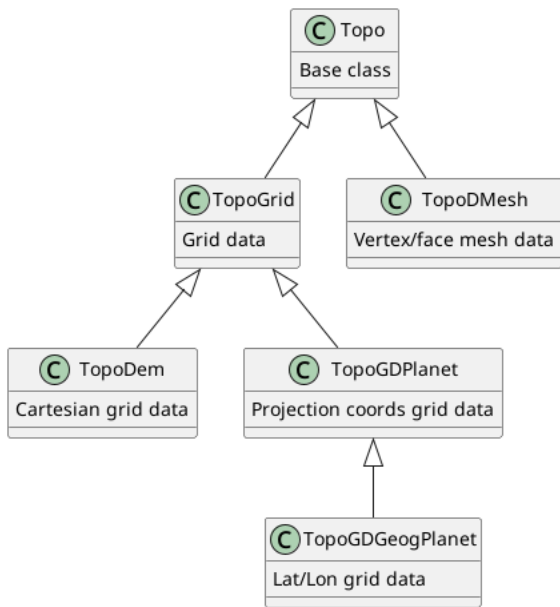 C Topo
Base class
C TopoGrid
Grid data
C TopoDMesh
Vertex/face mesh data
C TopoDem
Cartesian grid data
C TopoGDPlanet
Projection coords grid data
C TopoGDGeogPlanet
Lat/Lon grid data